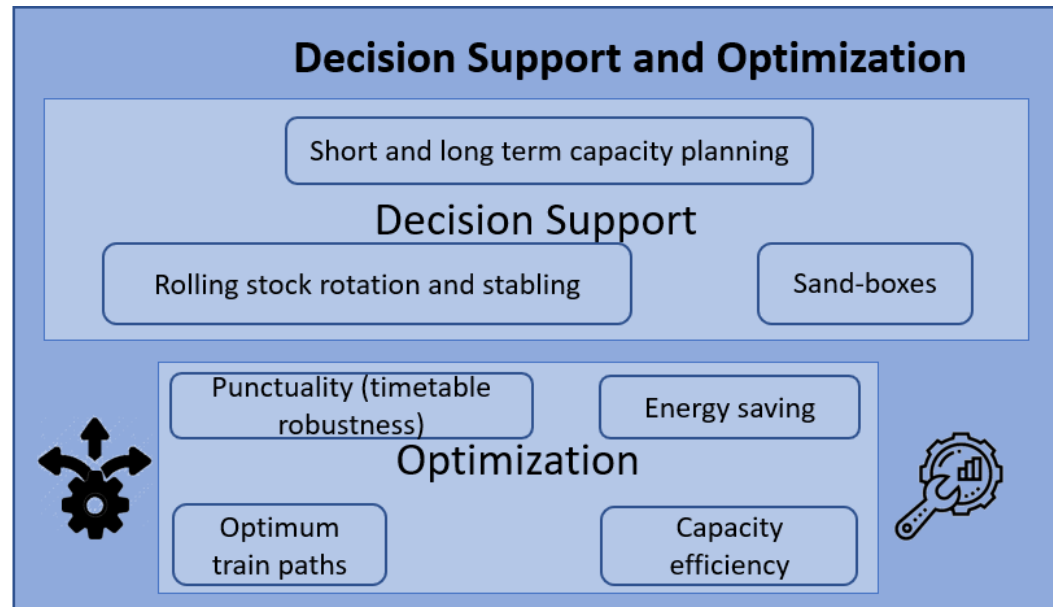 Decision Support and Optimization
Short and long term capacity planning
Decision Support
Rolling stock rotation and stabling
Sand-boxes
Punctuality (timetable
robustness)
Energy saving
Optimization
Optimum
train paths
Capacity
efficiency